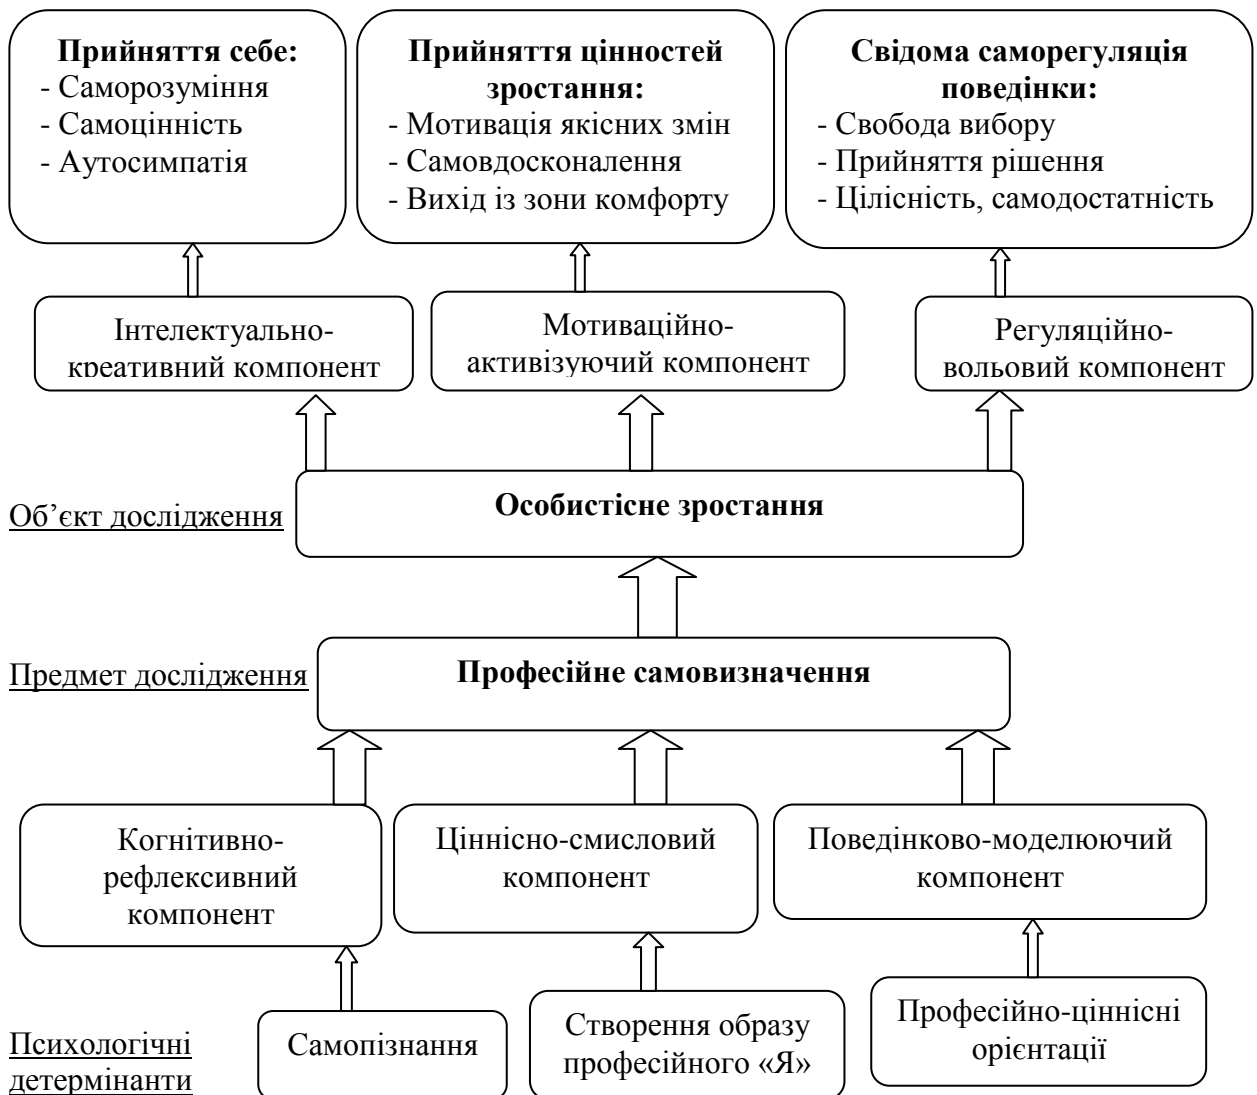 Прийняття себе:
- Саморозуміння
- Самоцінність
- Аутосимпатія
Прийняття цінностей
зростання:
- Мотивація якісних змін
- Самовдосконалення
- Вихід із зони комфорту
Свідома саморегуляція
поведінки:
- Свобода вибору
- Прийняття рішення
- Цілісність, самодостатність
Інтелектуально-
креативний компонент
Мотиваційно-
активізуючий компонент
Регуляційно-
вольовий компонент
Об’єкт дослідження
Особистісне зростання
Предмет дослідження
Професійне самовизначення
Когнітивно-
рефлексивний
компонент
Ціннісно-смисловий
компонент
Поведінково-моделюючий
компонент
Психологічні
детермінанти
Самопізнання
Створення образу
професійного «Я»
Професійно-ціннісні
орієнтації